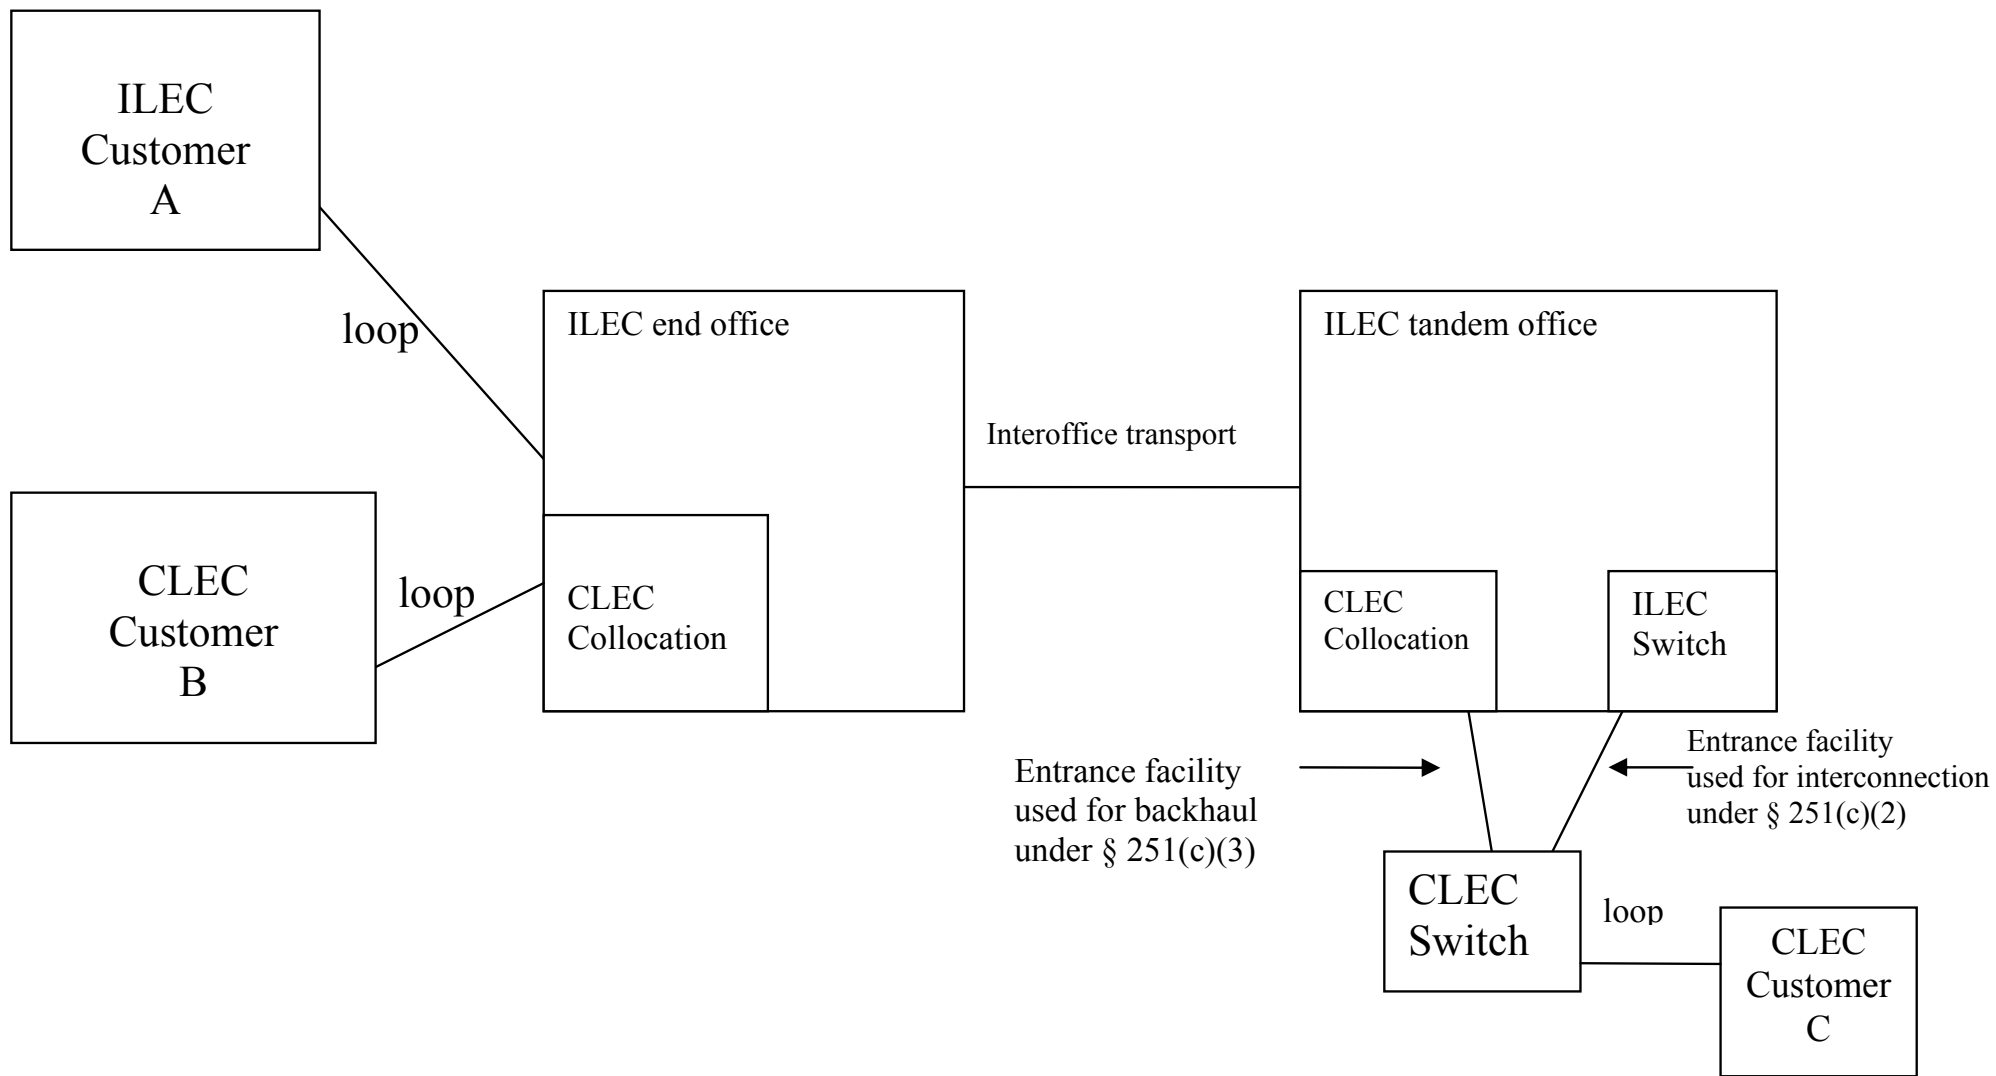 ILEC
Customer
A
loop
ILEC end office
ILEC tandem office
Interoffice transport
CLEC
Customer
B
loop
CLEC
Collocation
CLEC
Collocation
ILEC
Switch
Entrance facility
used for backhaul
under § 251(c)(3)
Entrance facility
used for interconnection
under § 251(c)(2)
CLEC
Switch
loop
CLEC
Customer
C